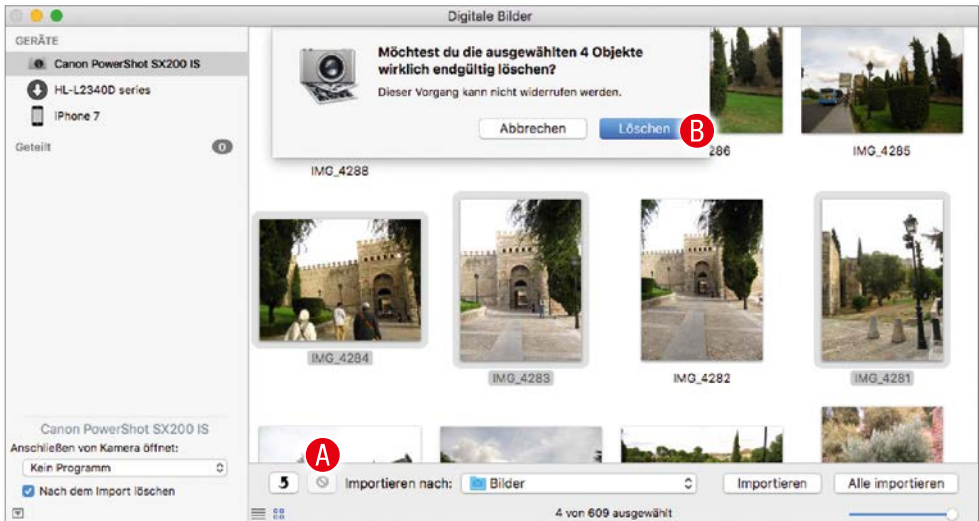 Digitale Bilder
GERÄTE
Canon PowerShot SX200 IS
HL-L2340D series
iPhone 7
Geteilt 0
Möchtest du die ausgewählten 4 Objekte
wirklich endgültig löschen?
Dieser Vorgang kann nicht widerrufen werden.
Abbrechen Löschen B
IMG_4288 286 IMG_4285
IMG_4284 IMG_4283 IMG_4282 IMG_4281
Canon PowerShot SX200 IS
Anschließen von Kamera öffnet:
Kein Programm
Nach dem Import löschen
A
Importieren nach: Bilder Importieren Alle importieren
4 von 609 ausgewählt